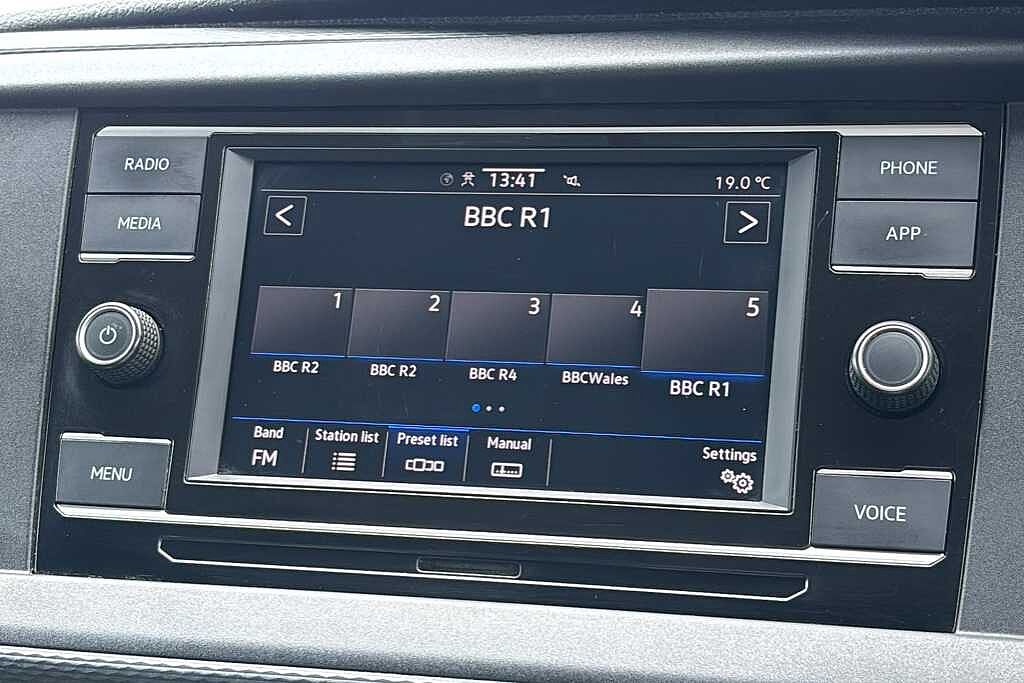 RADIO
MEDIA
MENU
13:41
19.0 °C
<
BBC R1
>
1
2
3
4
5
BBC R2
BBC R2
BBC R4
BBCWales
BBC R1
Band
FM
Station list
Preset list
Manual
Settings
PHONE
APP
VOICE